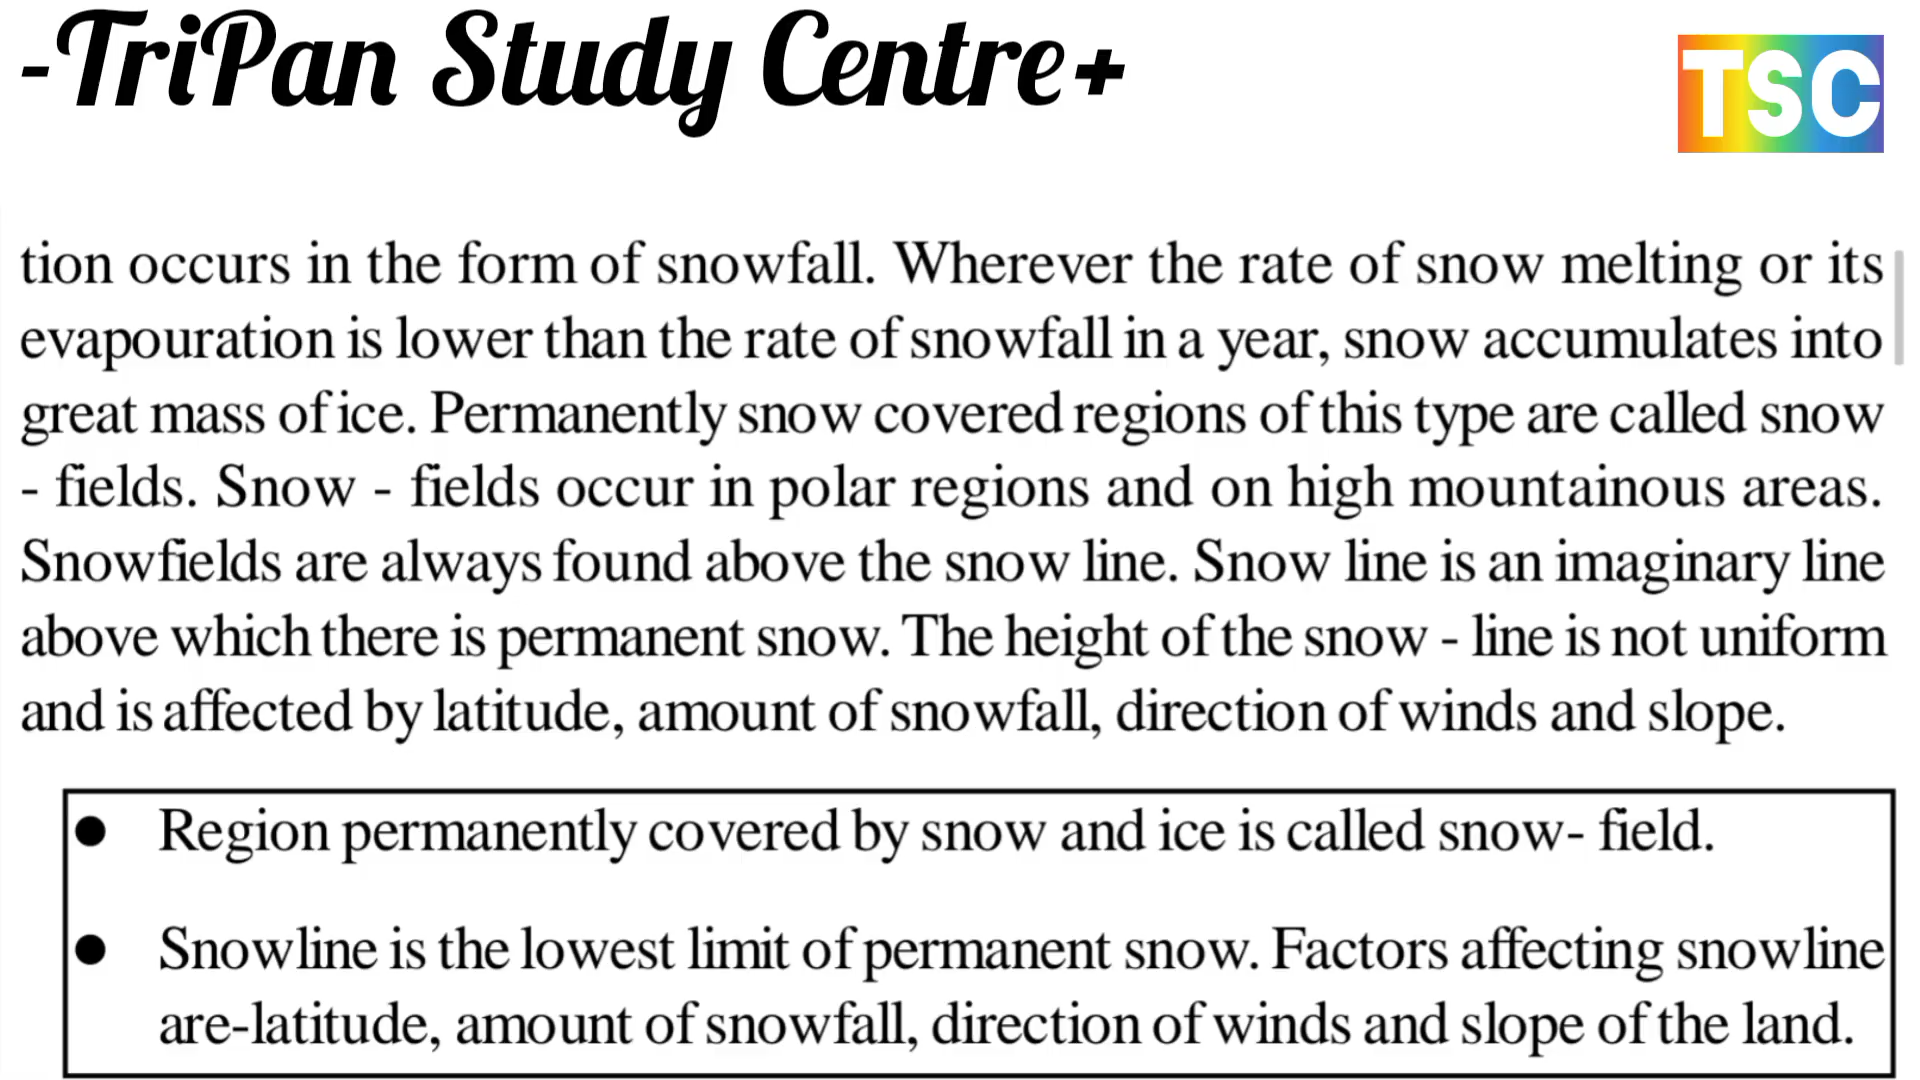 -TriPan Study Centre+
TSC
tion occurs in the form of snowfall. Wherever the rate of snow melting or its
evapouration is lower than the rate of snowfall in a year, snow accumulates into
great mass of ice. Permanently snow covered regions of this type are called snow
- fields. Snow - fields occur in polar regions and on high mountainous areas.
Snowfields are always found above the snow line. Snow line is an imaginary line
above which there is permanent snow. The height of the snow - line is not uniform
and is affected by latitude, amount of snowfall, direction of winds and slope.
● Region permanently covered by snow and ice is called snow- field.
● Snowline is the lowest limit of permanent snow. Factors affecting snowline
are-latitude, amount of snowfall, direction of winds and slope of the land.